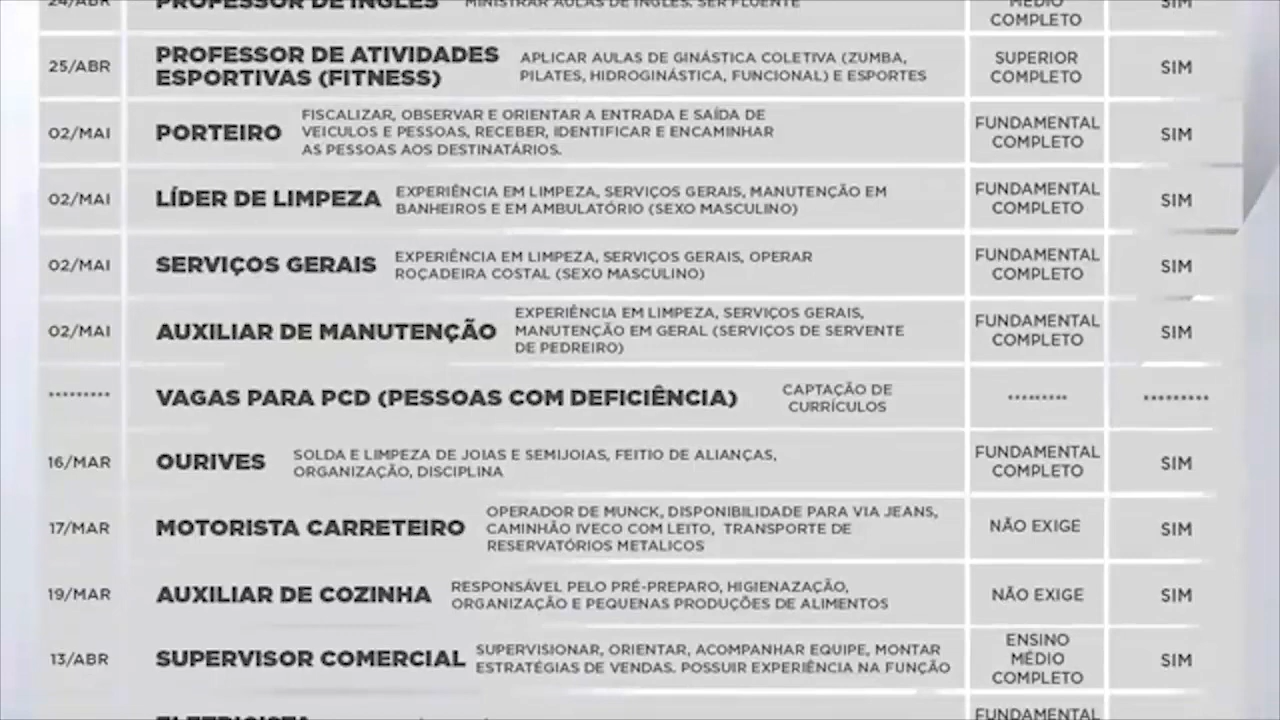 24/ABR PROFESSOR DE INGLÊS MINISTRAR AULAS DE INGLÊS. SER FLUENTE MÉDIO COMPLETO SIM
25/ABR
PROFESSOR DE ATIVIDADES
ESPORTIVAS (FITNESS)
APLICAR AULAS DE GINÁSTICA COLETIVA (ZUMBA,
PILATES, HIDROGINÁSTICA, FUNCIONAL) E ESPORTES
SUPERIOR
COMPLETO
SIM
02/MAI
PORTEIRO
FISCALIZAR, OBSERVAR E ORIENTAR A ENTRADA E SAÍDA DE
VEICULOS E PESSOAS, RECEBER, IDENTIFICAR E ENCAMINHAR
AS PESSOAS AOS DESTINATÁRIOS.
FUNDAMENTAL
COMPLETO
SIM
02/MAI
LÍDER DE LIMPEZA
EXPERIÊNCIA EM LIMPEZA, SERVIÇOS GERAIS, MANUTENÇÃO EM
BANHEIROS E EM AMBULATÓRIO (SEXO MASCULINO)
FUNDAMENTAL
COMPLETO
SIM
02/MAI
SERVIÇOS GERAIS
EXPERIÊNCIA EM LIMPEZA, SERVIÇOS GERAIS, OPERAR
ROÇADEIRA COSTAL (SEXO MASCULINO)
FUNDAMENTAL
COMPLETO
SIM
02/MAI
AUXILIAR DE MANUTENÇÃO
EXPERIÊNCIA EM LIMPEZA, SERVIÇOS GERAIS,
MANUTENÇÃO EM GERAL (SERVIÇOS DE SERVENTE
DE PEDREIRO)
FUNDAMENTAL
COMPLETO
SIM
*********
VAGAS PARA PCD (PESSOAS COM DEFICIÊNCIA)
CAPTAÇÃO DE
CURRÍCULOS
*********
*********
16/MAR
OURIVES
SOLDA E LIMPEZA DE JOIAS E SEMIJOIAS, FEITIO DE ALIANÇAS,
ORGANIZAÇÃO, DISCIPLINA
FUNDAMENTAL
COMPLETO
SIM
17/MAR
MOTORISTA CARRETEIRO
OPERADOR DE MUNCK, DISPONIBILIDADE PARA VIA JEANS,
CAMINHÃO IVECO COM LEITO, TRANSPORTE DE
RESERVATÓRIOS METALICOS
NÃO EXIGE
SIM
19/MAR
AUXILIAR DE COZINHA
RESPONSÁVEL PELO PRÉ-PREPARO, HIGIENAZAÇÃO,
ORGANIZAÇÃO E PEQUENAS PRODUÇÕES DE ALIMENTOS
NÃO EXIGE
SIM
13/ABR
SUPERVISOR COMERCIAL
SUPERVISIONAR, ORIENTAR, ACOMPANHAR EQUIPE, MONTAR
ESTRATÉGIAS DE VENDAS. POSSUIR EXPERIÊNCIA NA FUNÇÃO
ENSINO
MÉDIO
COMPLETO
SIM
ELETRICISTA
FUNDAMENTAL